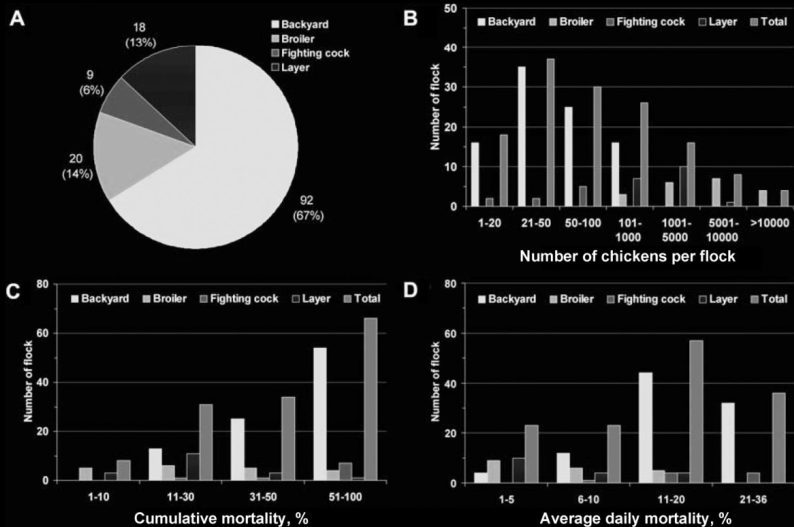 A
18
(13%)
9
(6%)
20
(14%)
92
(67%)
Backyard
Broiler
Fighting cock
Layer
B
50
40
30
20
10
0
Number of flock
Backyard Broiler Fighting cock Layer Total
1-20 21-50 50-100 101- 1001- 5001- >10000
1000 5000 10000
Number of chickens per flock
C
80
60
40
20
0
Number of flock
Backyard Broiler Fighting cock Layer Total
1-10 11-30 31-50 51-100
Cumulative mortality, %
D
80
60
40
20
0
Number of flock
Backyard Broiler Fighting cock Layer Total
1-5 6-10 11-20 21-36
Average daily mortality, %